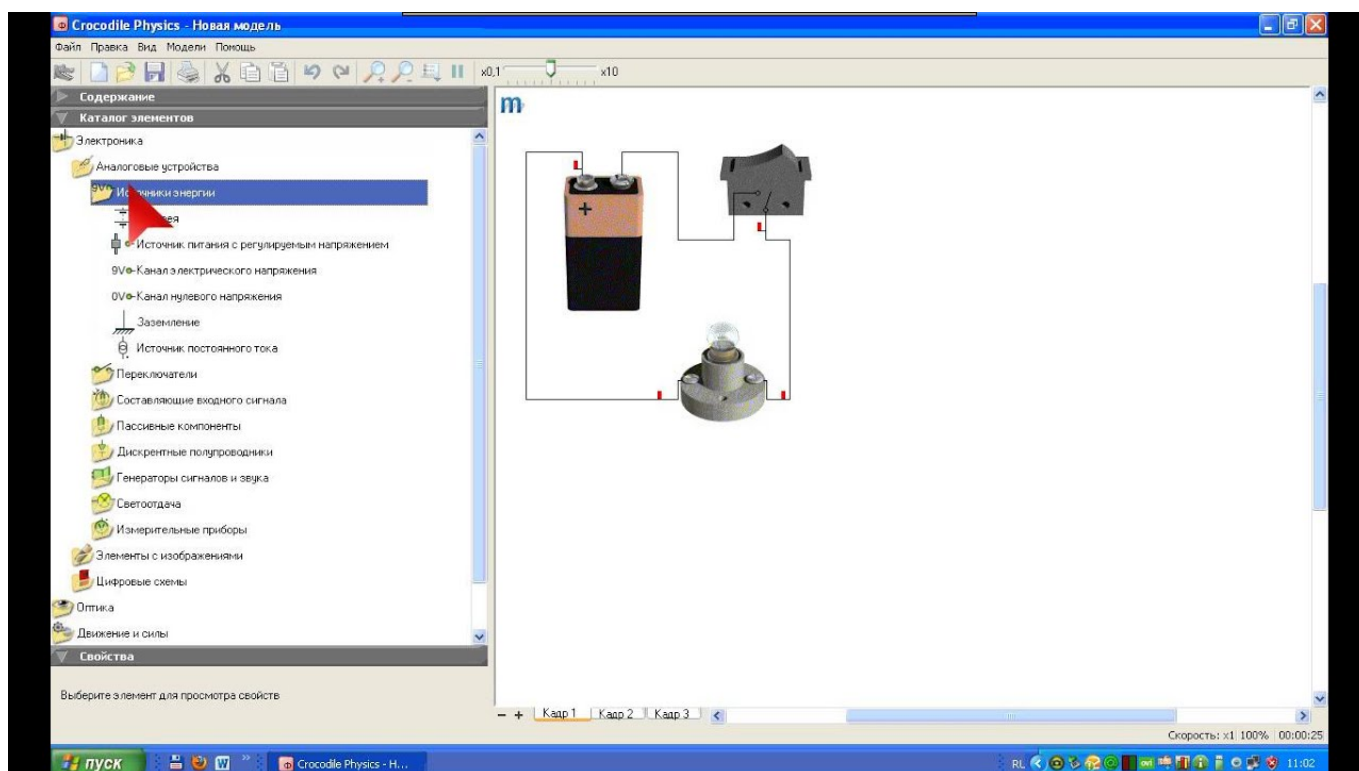 Crocodile Physics - Новая модель
Файл Правка Вид Модели Помощь
x0,1 x10
Содержание
Каталог элементов
Электроника
Аналоговые устройства
9V Источники энергии
Источник питания с регулируемым напряжением
9V Канал электрического напряжения
0V Канал нулевого напряжения
Заземление
Источник постоянного тока
Переключатели
Составляющие входного сигнала
Пассивные компоненты
Дискрентные полупроводники
Генераторы сигналов и звука
Светоотдача
Измерительные приборы
Элементы с изображениями
Цифровые схемы
Оптика
Движение и силы
Свойства
Выберите элемент для просмотра свойств
m
+
- + Кадр 1 Кадр 2 Кадр 3
Скорость: x1 100% 00:00:25
пуск W » Crocodile Physics - Н... RL 11:02